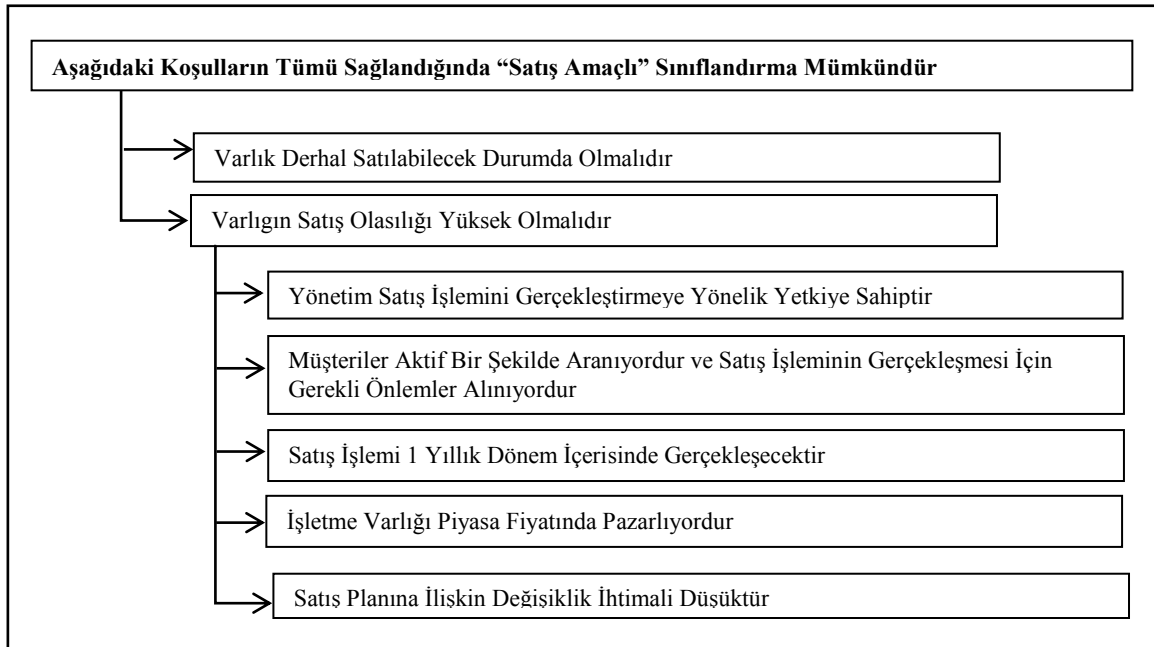 Aşağıdaki Koşulların Tümü Sağlandığında “Satış Amaçlı” Sınıflandırma Mümkündür
Varlık Derhal Satılabilecek Durumda Olmalıdır
Varlıgın Satış Olasılığı Yüksek Olmalıdır
Yönetim Satış İşlemini Gerçekleştirmeye Yönelik Yetkiye Sahiptir
Müşteriler Aktif Bir Şekilde Aranıyordur ve Satış İşleminin Gerçekleşmesi İçin
Gerekli Önlemler Alınıyordur
Satış İşlemi 1 Yıllık Dönem İçerisinde Gerçekleşecektir
İşletme Varlığı Piyasa Fiyatında Pazarlıyordur
Satış Planına İlişkin Değişiklik İhtimali Düşüktür